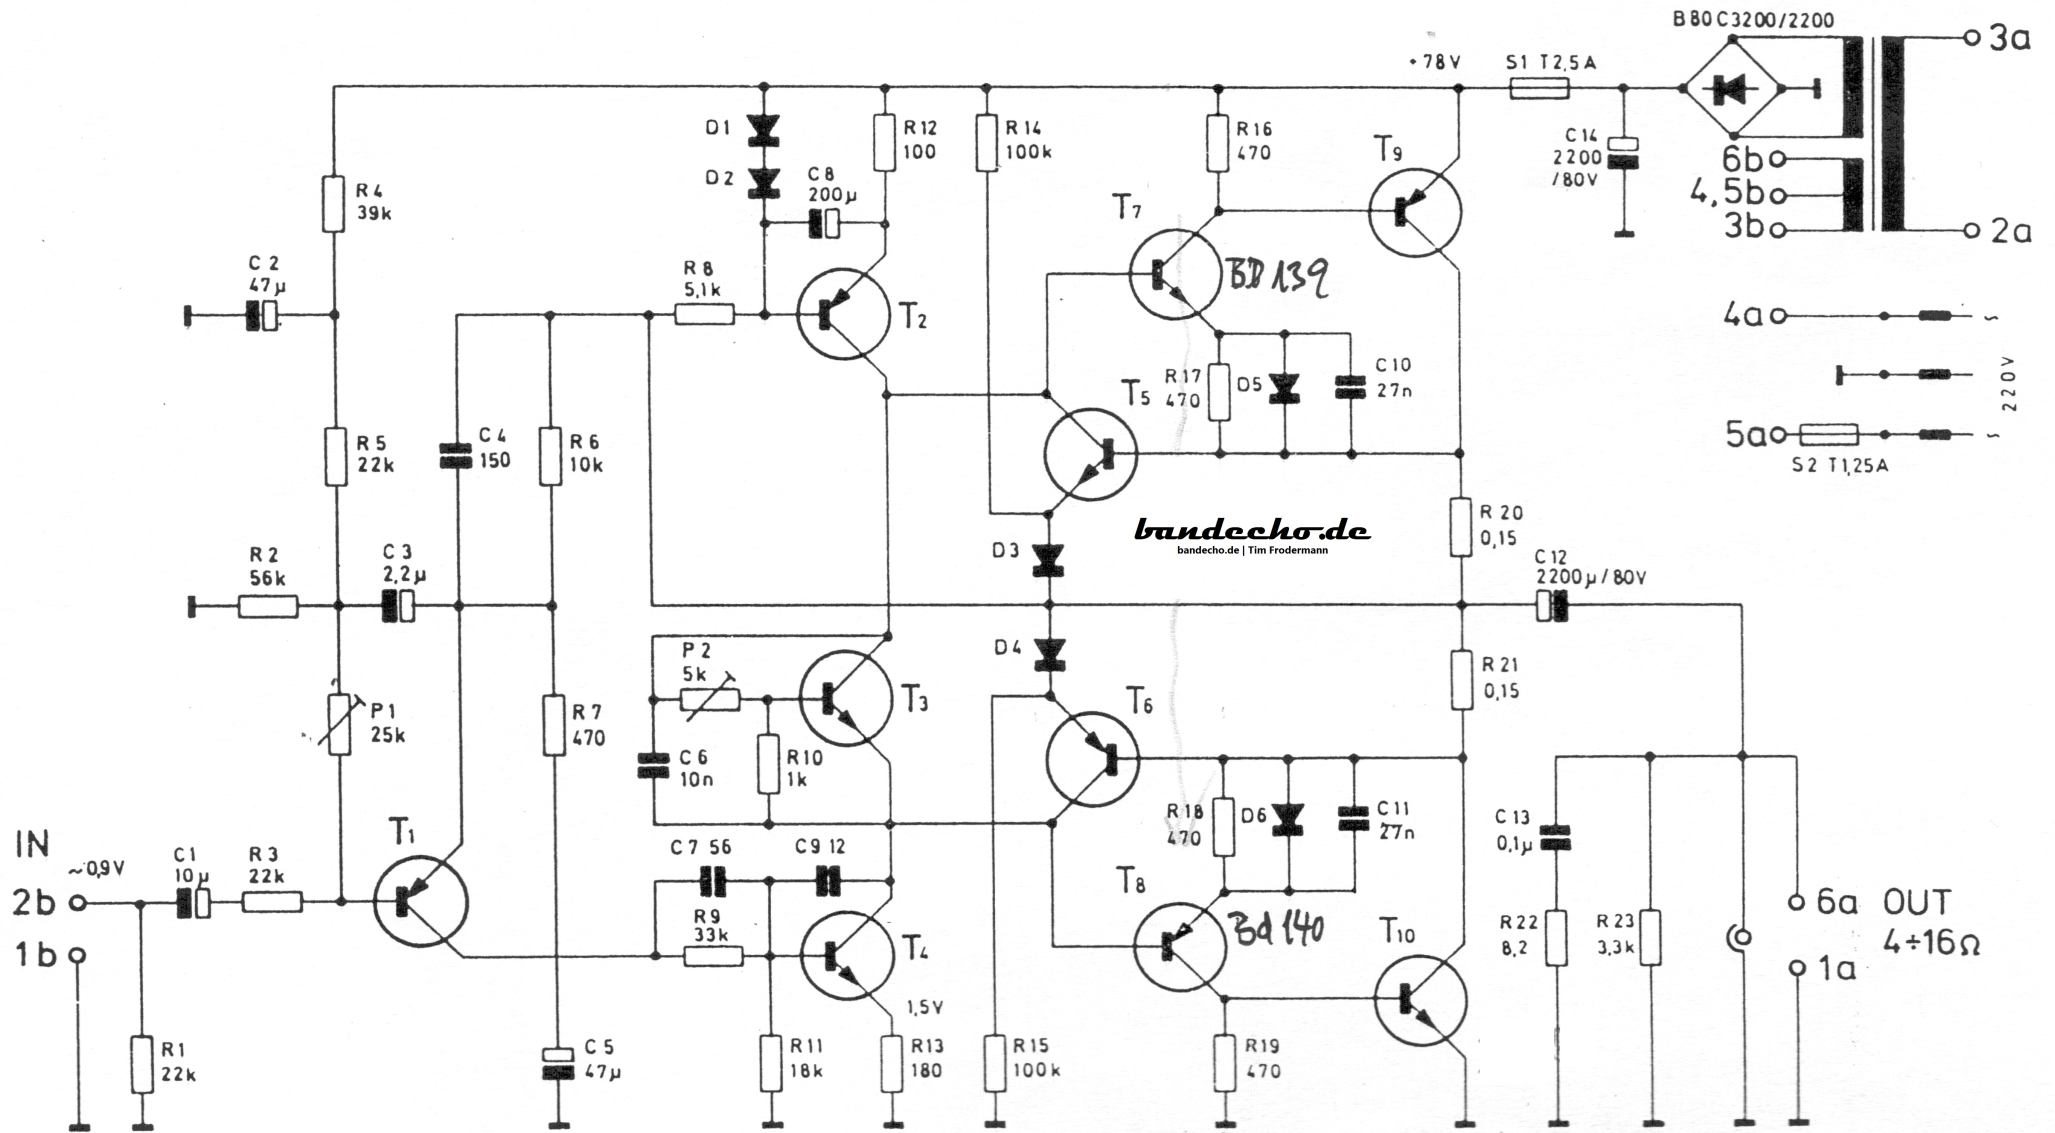 B80C3200/2200
3a
+78V
S1 T2,5A
D1
R12
100
R14
100k
R16
470
T9
C14
2200
/80V
6b
4,5b
3b
2a
D2
C8
200µ
R4
39k
T7
C2
47µ
R8
5,1k
BD139
T2
4a
~
220V
R17
470
D5
C10
27n
T5
R5
22k
C4
150
R6
10k
5a
~
S2 T1,25A
bandecho.de
bandecho.de | Tim Frodermann
R20
0,15
R2
56k
C3
2,2µ
D3
C12
2200µ/80V
P2
5k
D4
R21
0,15
T3
T6
P1
25k
R7
470
C6
10n
R10
1k
R18
470
D6
C11
27n
C13
0,1µ
IN
~0,9V
T1
C1
10µ
R3
22k
C7 56
C9 12
T8
2b
R9
33k
T4
Bd140
T10
R22
8,2
R23
3,3k
6a OUT
4÷16Ω
1b
1a
1,5V
R1
22k
C5
47µ
R11
18k
R13
180
R15
100k
R19
470